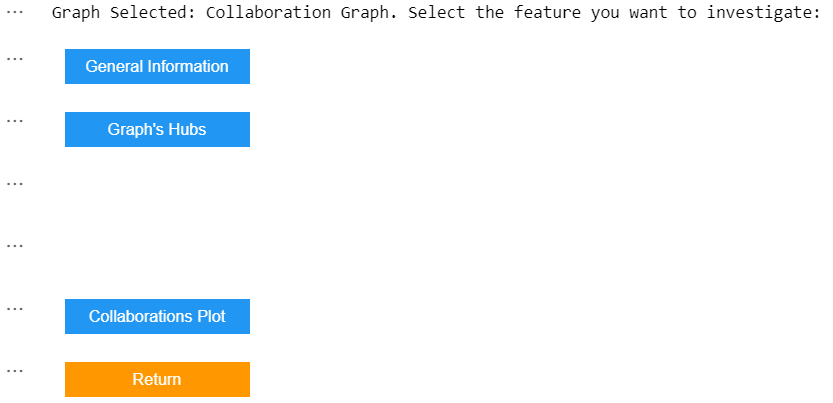 ... Graph Selected: Collaboration Graph. Select the feature you want to investigate:
... General Information
... Graph's Hubs
...
...
... Collaborations Plot
... Return